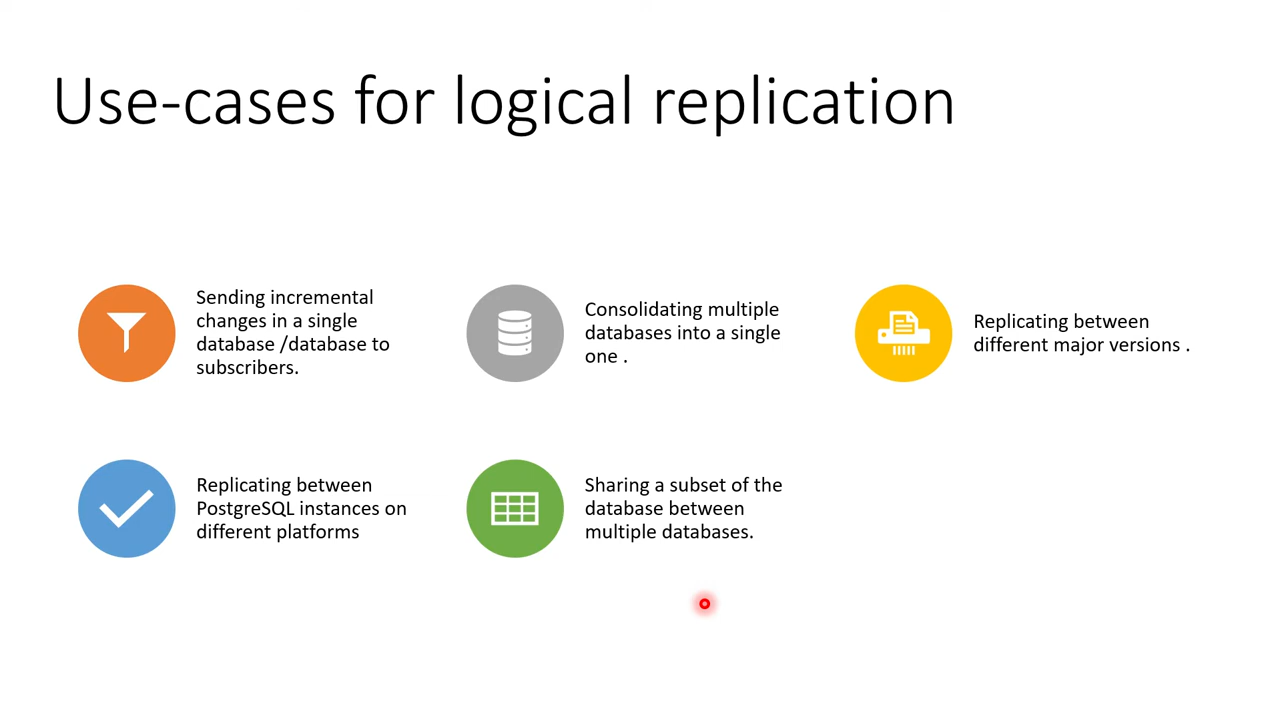 Use-cases for logical replication
Sending incremental
changes in a single
database /database to
subscribers.
Consolidating multiple
databases into a single
one .
Replicating between
different major versions .
Replicating between
PostgreSQL instances on
different platforms
Sharing a subset of the
database between
multiple databases.